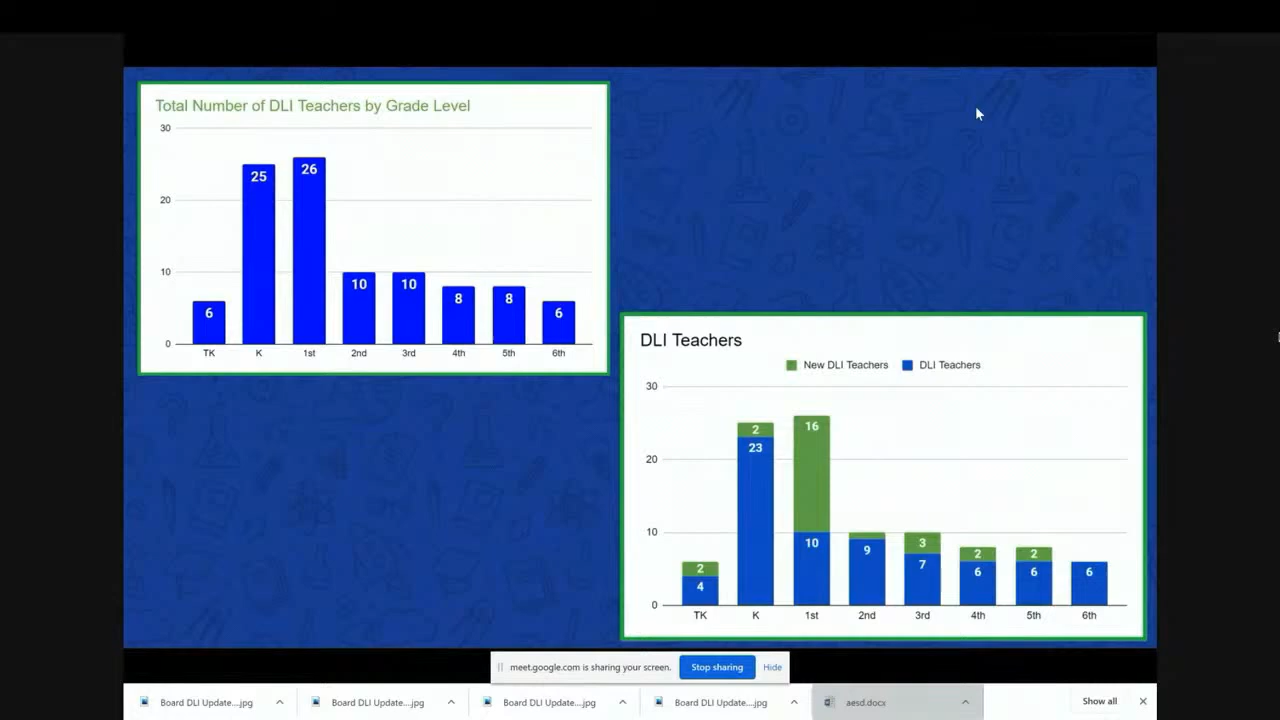 Total Number of DLI Teachers by Grade Level
30
20
10
0
6
25
26
10
10
8
8
6
TK K 1st 2nd 3rd 4th 5th 6th
DLI Teachers
New DLI Teachers DLI Teachers
30
20
10
0
2 2 16 3 2 2
4 23 10 9 7 6 6 6
TK K 1st 2nd 3rd 4th 5th 6th
meet.google.com is sharing your screen. Stop sharing Hide
Board DLI Update....jpg Board DLI Update....jpg Board DLI Update....jpg Board DLI Update....jpg aesd.docx Show all